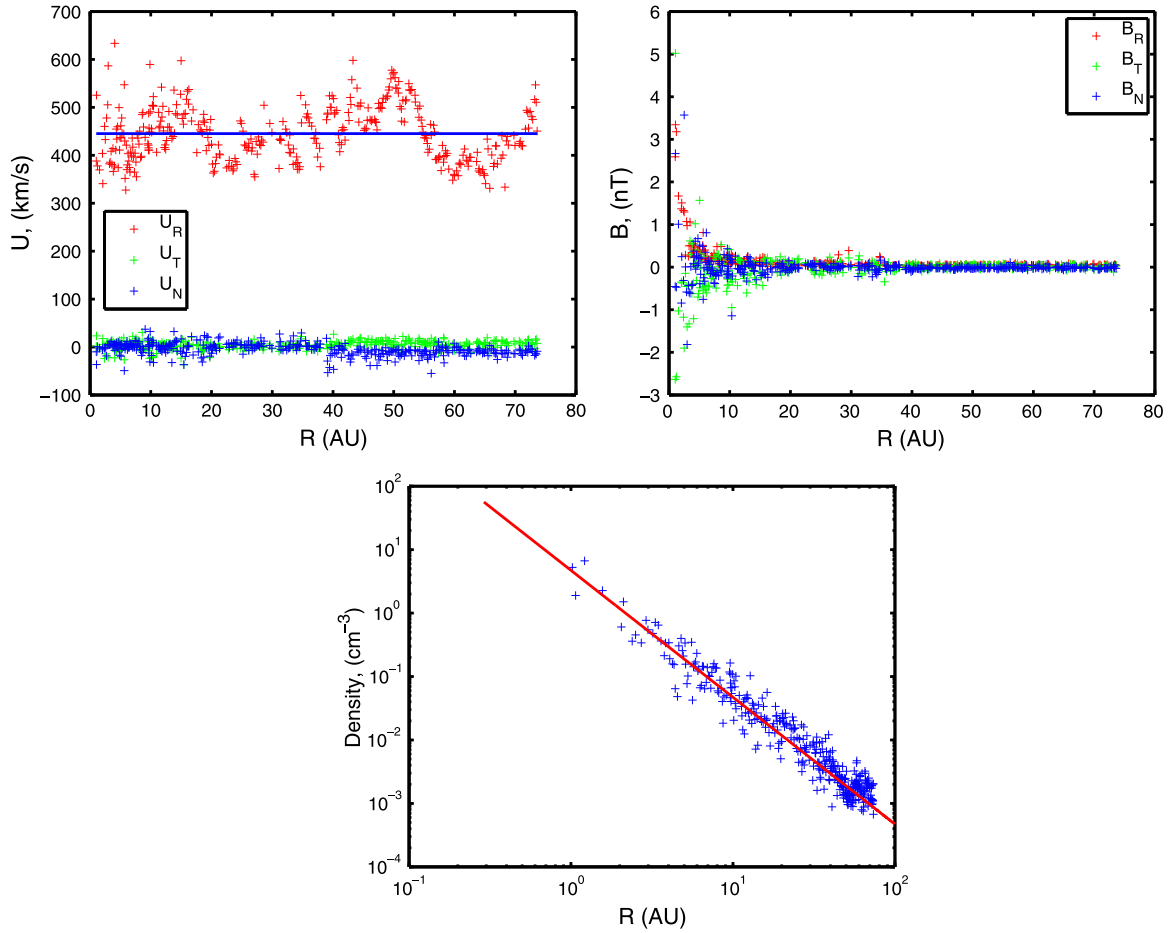 700
600
500
400
300
200
100
0
−100
U, (km/s)
U_R
U_T
U_N
0 10 20 30 40 50 60 70 80
R (AU)
6
5
4
3
2
1
0
−1
−2
−3
B, (nT)
B_R
B_T
B_N
0 10 20 30 40 50 60 70 80
R (AU)
10^2
10^1
10^0
10^−1
10^−2
10^−3
10^−4
Density, (cm^−3)
10^−1 10^0 10^1 10^2
R (AU)